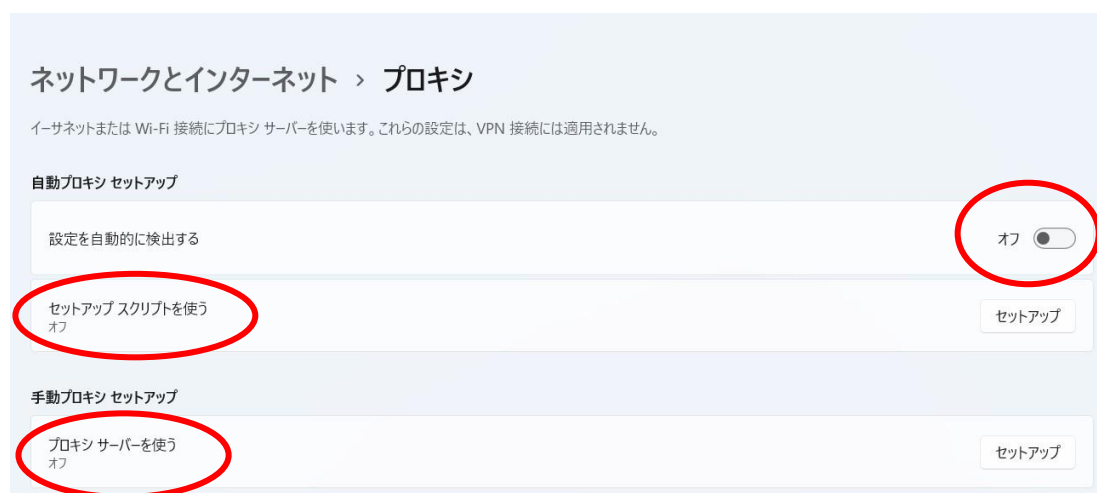 ネットワークとインターネット › プロキシ
イーサネットまたは Wi-Fi 接続にプロキシ サーバーを使います。これらの設定は、VPN 接続には適用されません。
自動プロキシ セットアップ
設定を自動的に検出する
オフ
セットアップ スクリプトを使う
オフ
セットアップ
手動プロキシ セットアップ
プロキシ サーバーを使う
オフ
セットアップ